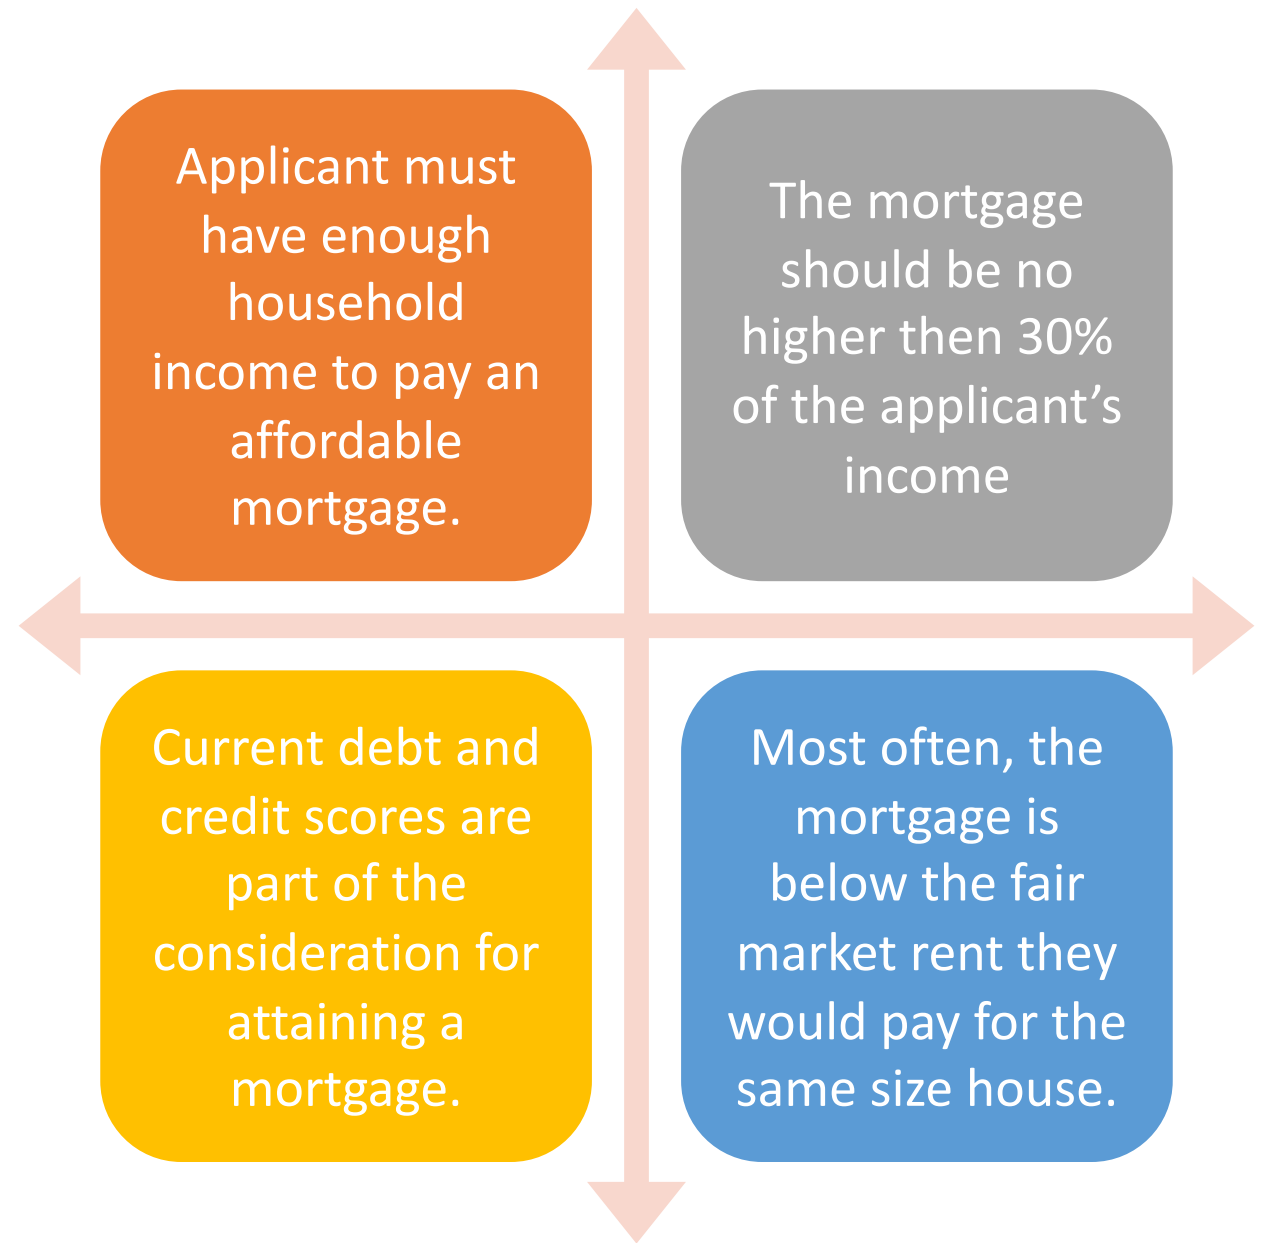 Applicant must
have enough
household
income to pay an
affordable
mortgage.
The mortgage
should be no
higher then 30%
of the applicant’s
income
Current debt and
credit scores are
part of the
consideration for
attaining a
mortgage.
Most often, the
mortgage is
below the fair
market rent they
would pay for the
same size house.